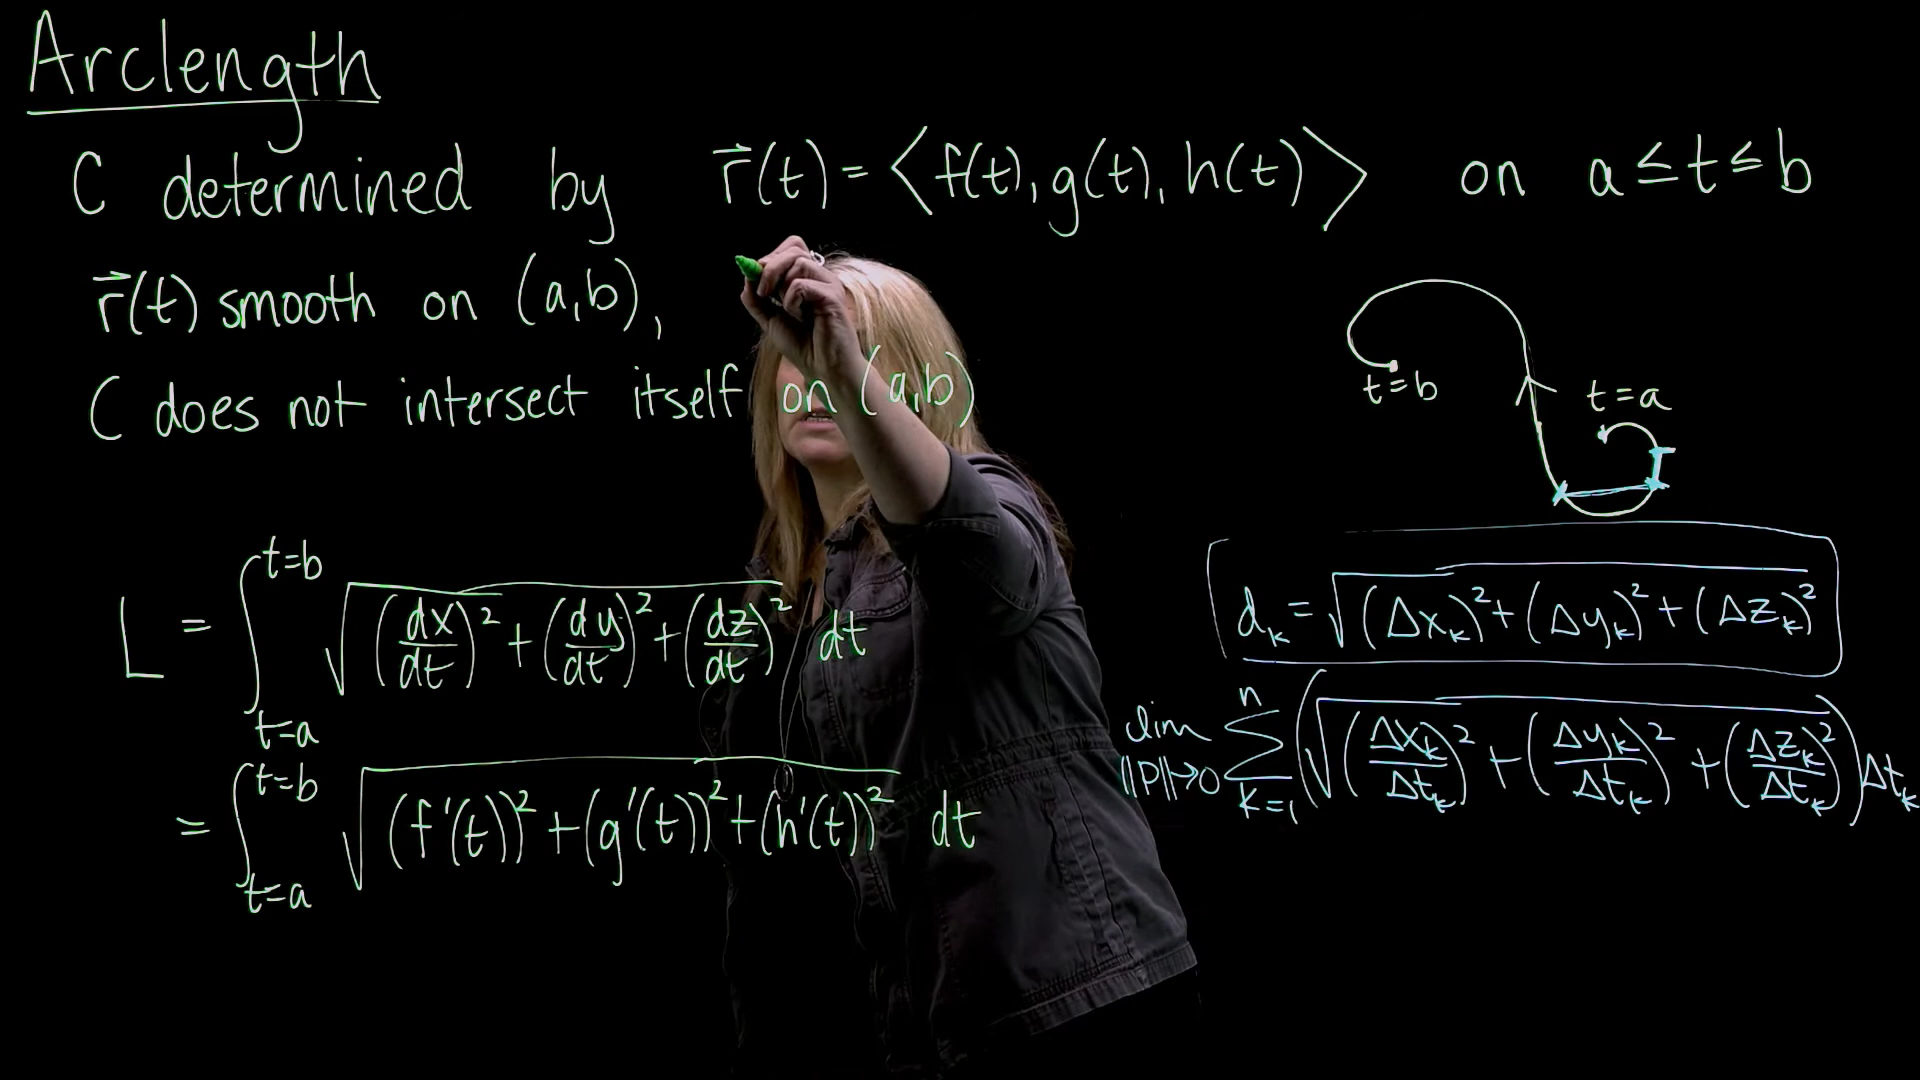 Arclength
C determined by r⃗(t) = ⟨f(t), g(t), h(t)⟩ on a ≤ t ≤ b
r⃗(t) smooth on (a,b),
C does not intersect itself on (a,b)
t=b
t=a
L = ∫_{t=a}^{t=b} √((dx/dt)² + (dy/dt)² + (dz/dt)²) dt
= ∫_{t=a}^{t=b} √((f'(t))² + (g'(t))² + (h'(t))²) dt
d_k = √((Δx_k)² + (Δy_k)² + (Δz_k)²)
lim_{||P||→0} Σ_{k=1}^{n} (√((Δx_k/Δt_k)² + (Δy_k/Δt_k)² + (Δz_k/Δt_k)²)) Δt_k